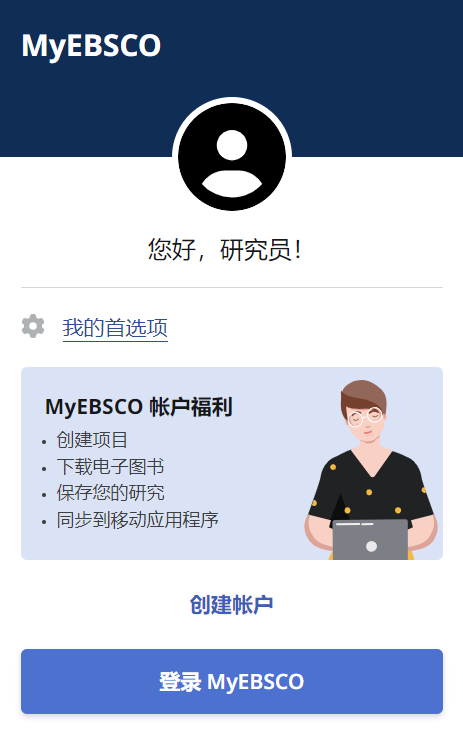 MyEBSCO
您好，研究员！
我的首选项
MyEBSCO 帐户福利
创建项目
下载电子图书
保存您的研究
同步到移动应用程序
创建帐户
登录 MyEBSCO